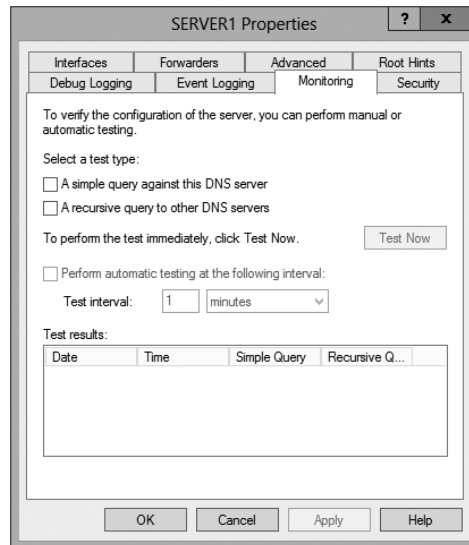 SERVER1 Properties
? x
Interfaces Forwarders Advanced Root Hints
Debug Logging Event Logging Monitoring Security
To verify the configuration of the server, you can perform manual or
automatic testing.
Select a test type:
A simple query against this DNS server
A recursive query to other DNS servers
To perform the test immediately, click Test Now. Test Now
Perform automatic testing at the following interval:
Test interval: 1 minutes
Test results:
Date Time Simple Query Recursive Q...
OK Cancel Apply Help